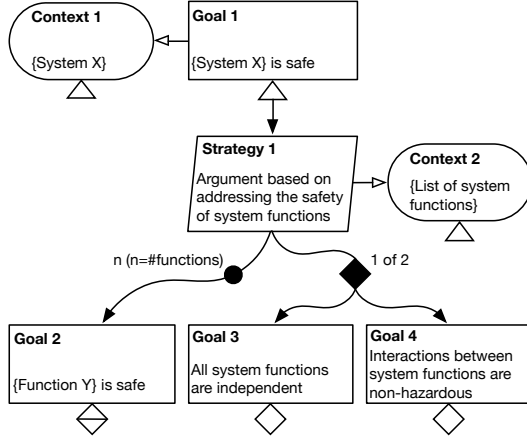 Context 1
{System X}
Goal 1
{System X} is safe
Strategy 1
Argument based on
addressing the safety
of system functions
Context 2
{List of system
functions}
n (n=#functions)
1 of 2
Goal 2
{Function Y} is safe
Goal 3
All system functions
are independent
Goal 4
Interactions between
system functions are
non-hazardous